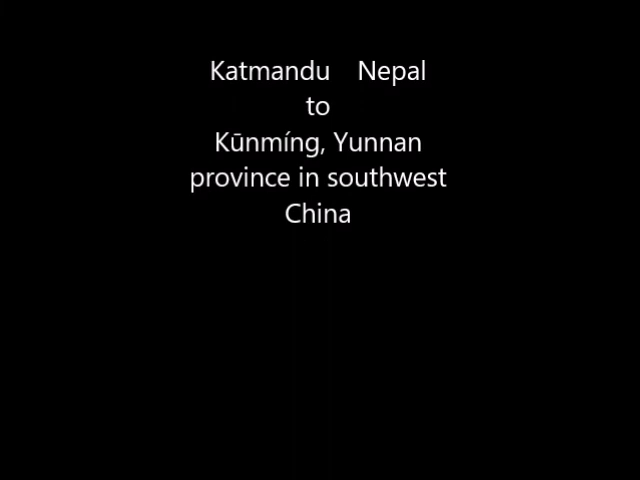 Katmandu    Nepal
to
Kūnmíng, Yunnan
province in southwest
China